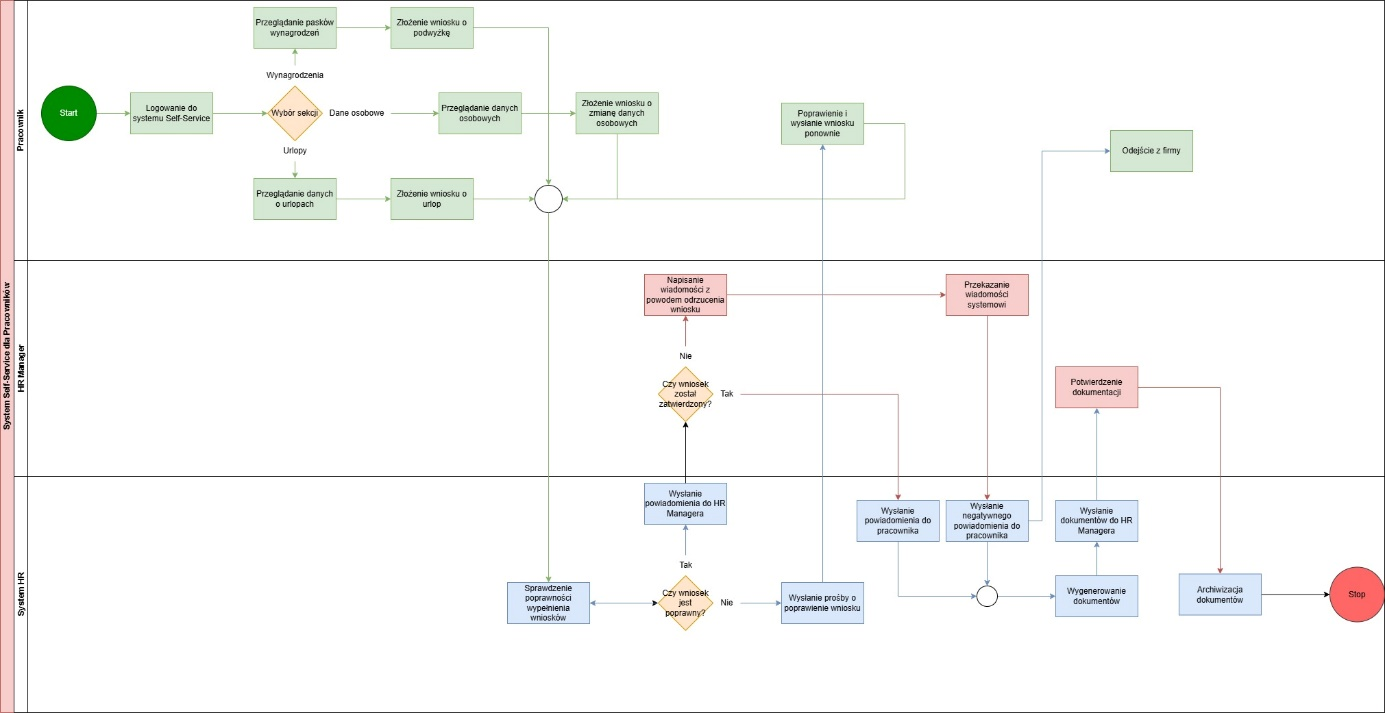 System Self-Service dla Pracowników
Pracownik
Start
Logowanie do
systemu Self-Service
Wybór sekcji
Wynagrodzenia
Przeglądanie pasków
wynagrodzeń
Złożenie wniosku o
podwyżkę
Dane osobowe
Przeglądanie danych
osobowych
Złożenie wniosku o
zmianę danych
osobowych
Urlopy
Przeglądanie danych
o urlopach
Złożenie wniosku o
urlop
Poprawienie i
wysłanie wniosku
ponownie
Odejście z firmy
HR Manager
Napisanie
wiadomości z
powodem odrzucenia
wniosku
Przekazanie
wiadomości
systemowi
Nie
Czy wniosek
został
zatwierdzony?
Tak
Potwierdzenie
dokumentacji
System HR
Wysłanie
powiadomienia do HR
Managera
Wysłanie
powiadomienia do
pracownika
Wysłanie
negatywnego
powiadomienia do
pracownika
Wysłanie
dokumentów do HR
Managera
Tak
Sprawdzenie
poprawności
wypełnienia
wniosków
Czy wniosek
jest
poprawny?
Nie
Wysłanie prośby o
poprawienie wniosku
Wygenerowanie
dokumentów
Archiwizacja
dokumentów
Stop